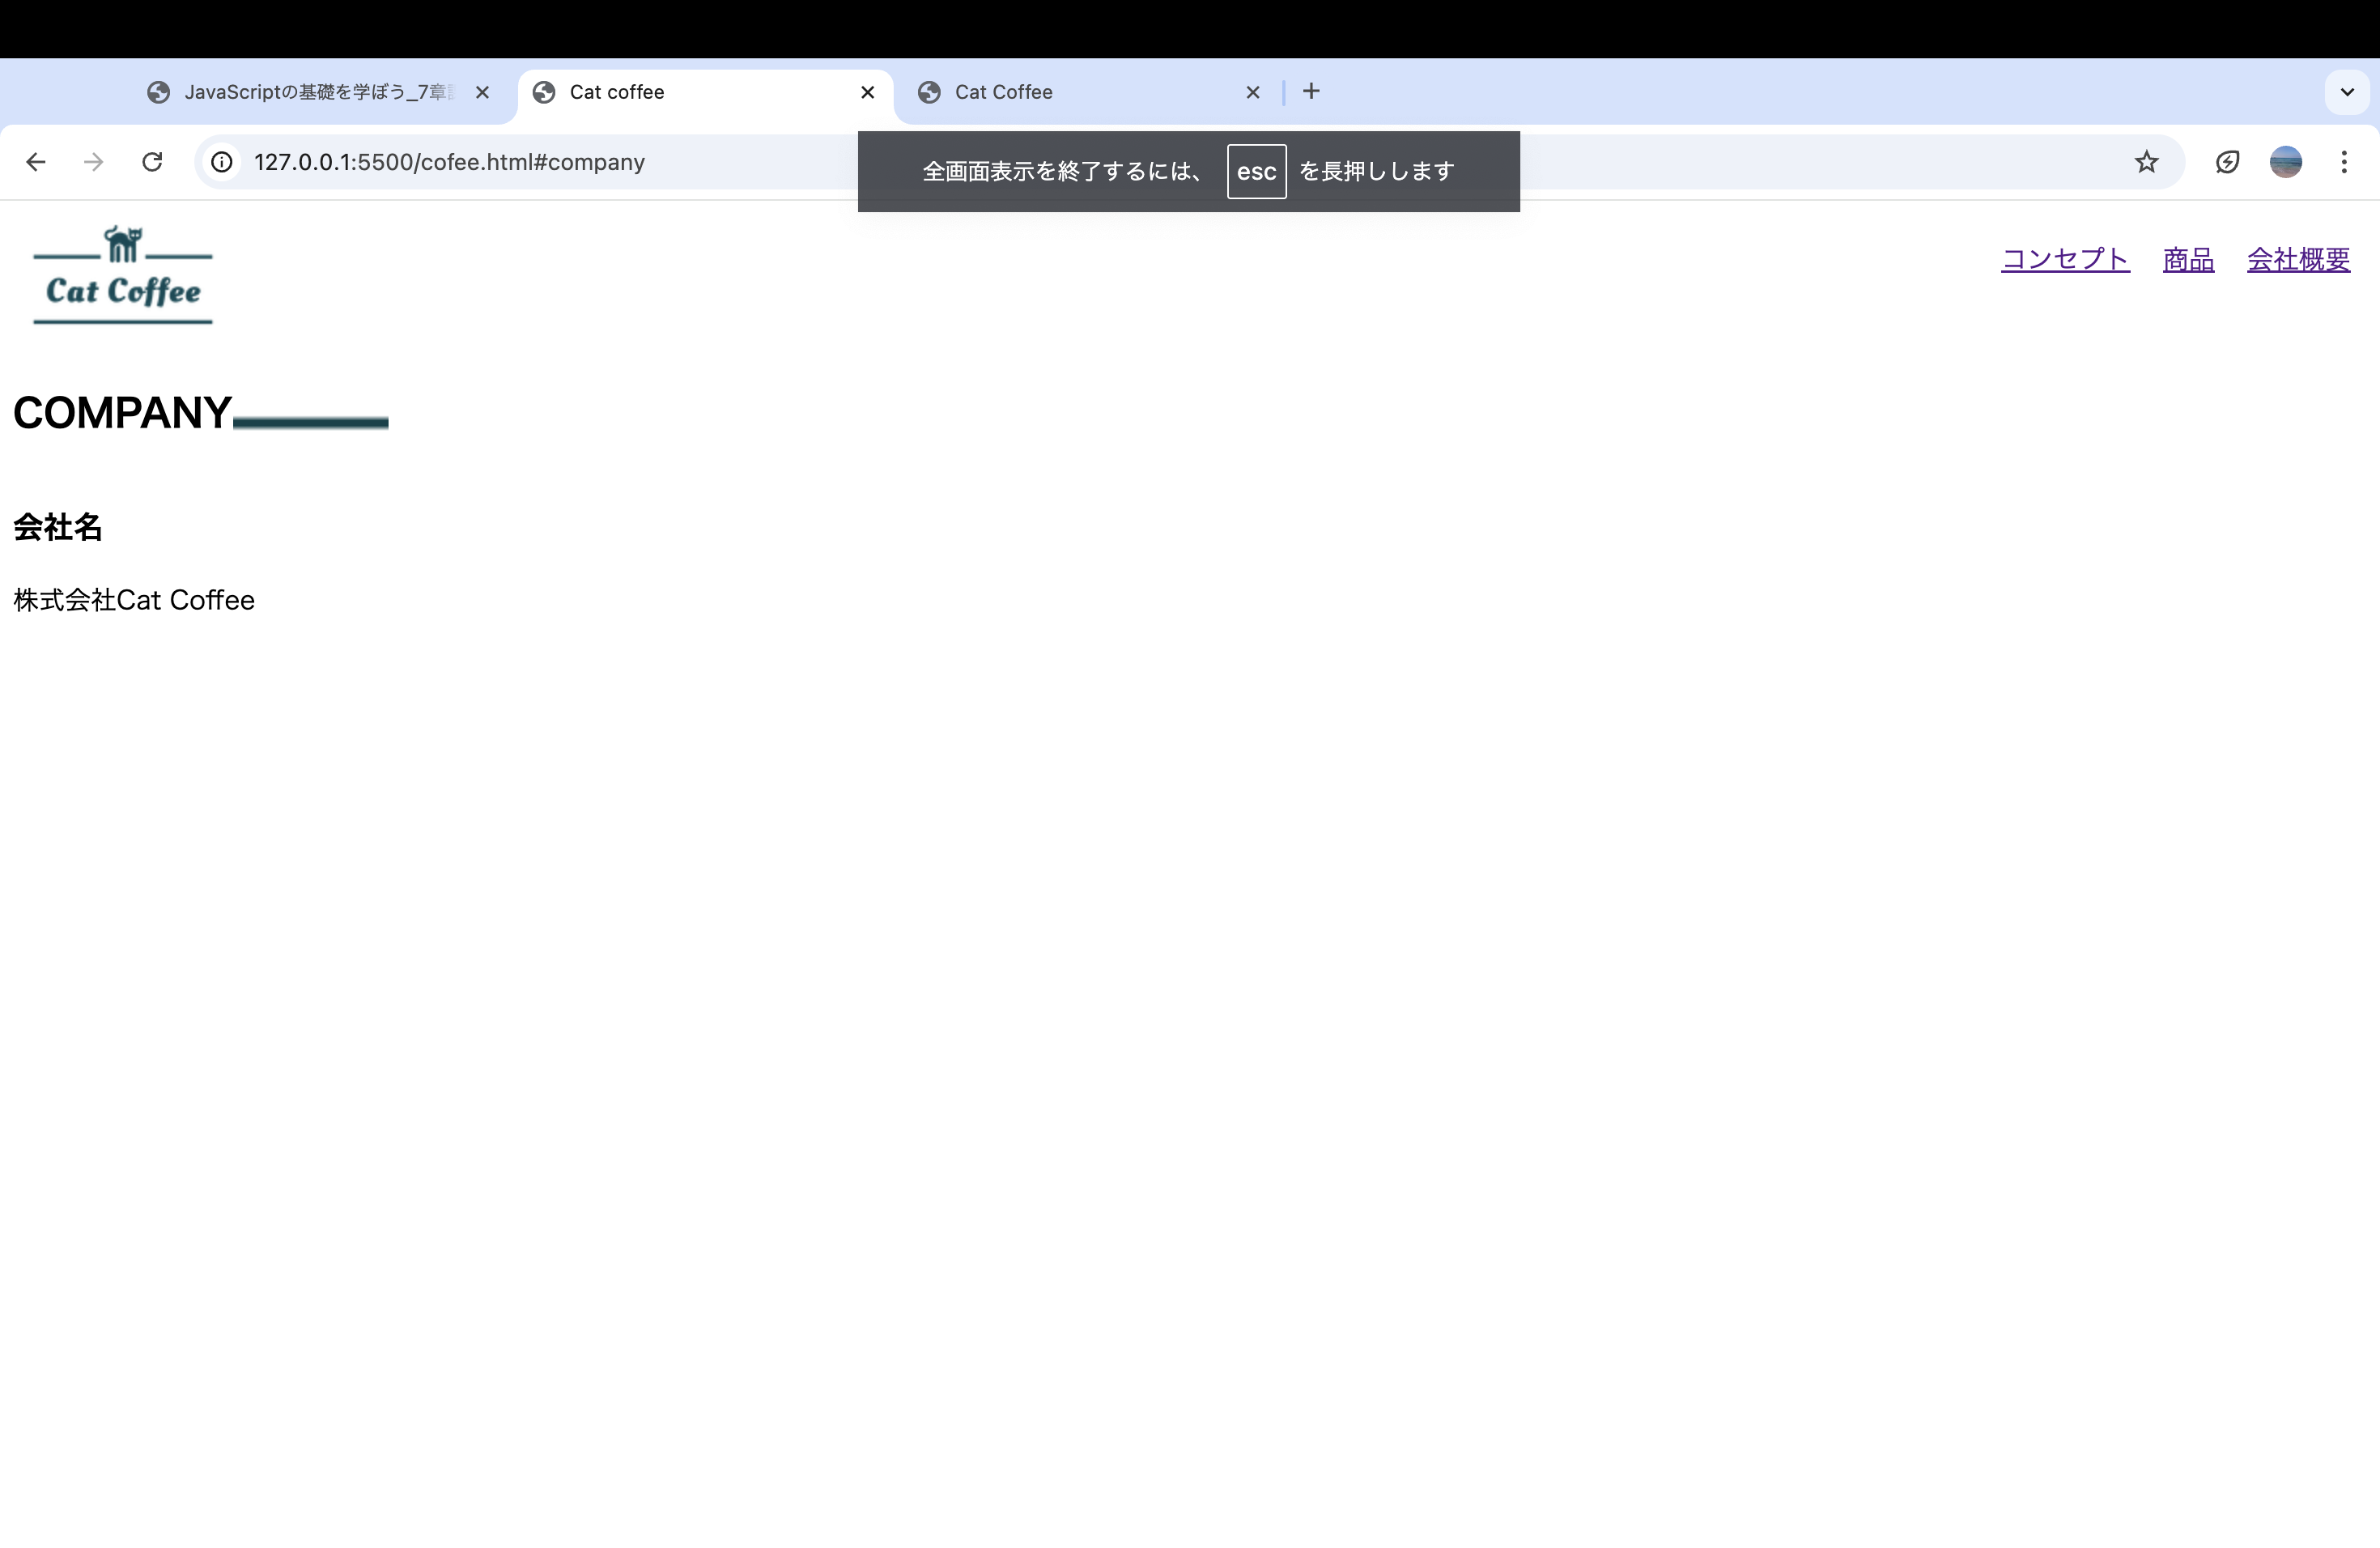 JavaScriptの基礎を学ぼう_7章
Cat coffee
Cat Coffee
127.0.0.1:5500/cofee.html#company
全画面表示を終了するには、 esc を長押しします
Cat Coffee
コンセプト 商品 会社概要
COMPANY
会社名
株式会社Cat Coffee